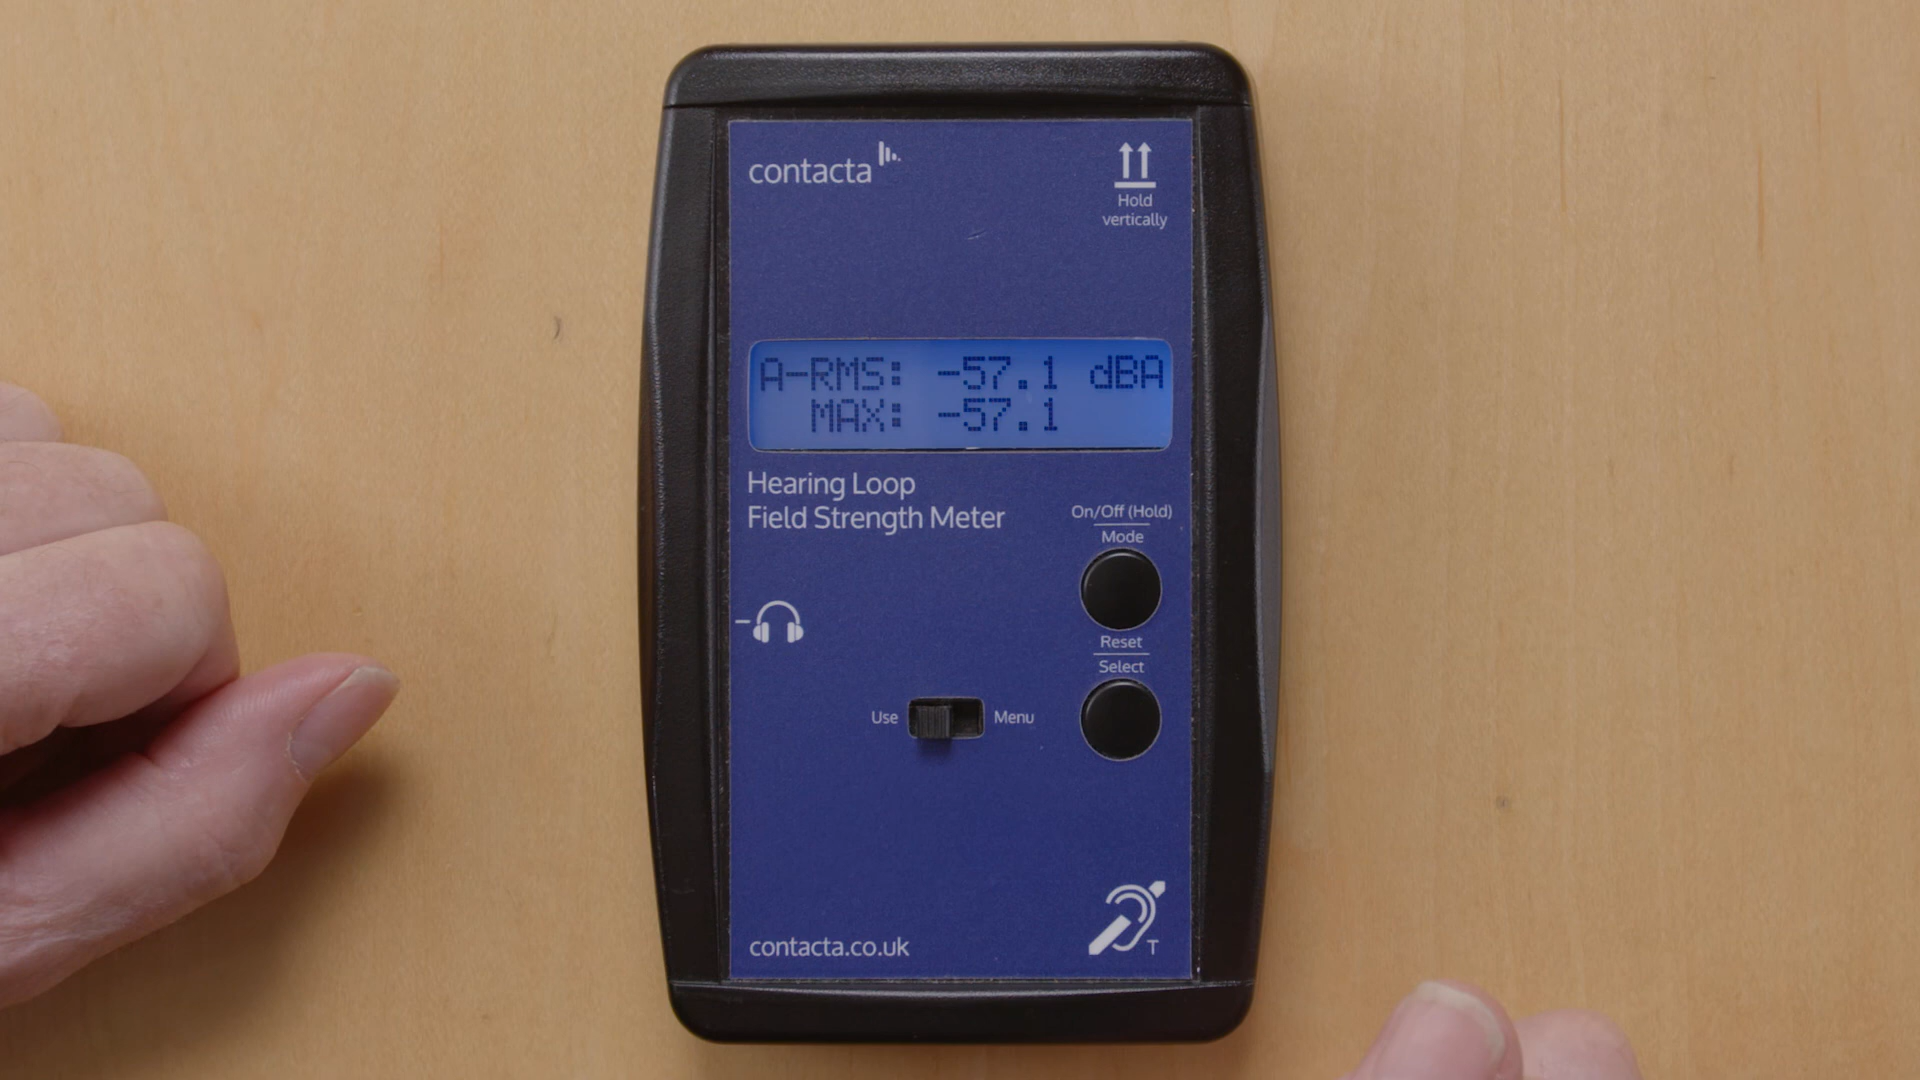 contacta
Hold
vertically
A-RMS: -57.1 dBA
MAX: -57.1
Hearing Loop
Field Strength Meter
On/Off (Hold)
Mode
Reset
Select
Use
Menu
contacta.co.uk
T